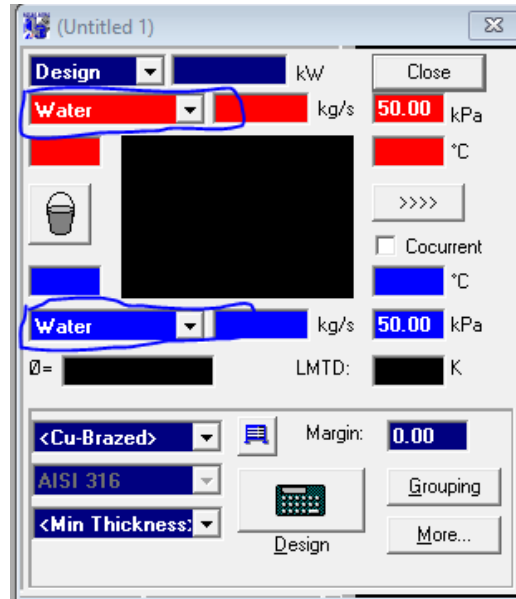 (Untitled 1)
Design kW Close
Water kg/s 50.00 kPa
°C
>>>>
Cocurrent
°C
Water kg/s 50.00 kPa
Ø= LMTD: K
<Cu-Brazed> Margin: 0.00
AISI 316 Grouping
<Min Thickness: Design More...